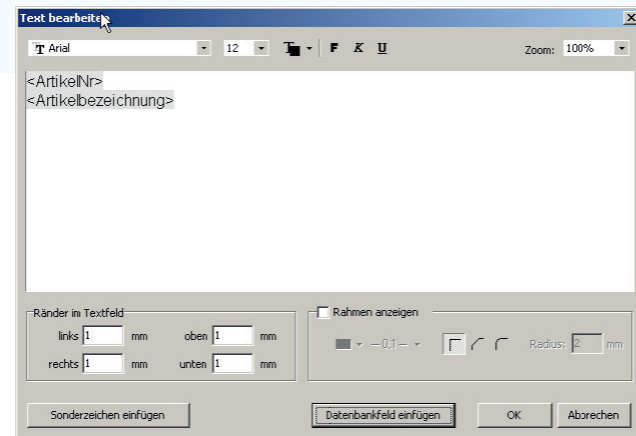 Text bearbeiten
Arial 12 F K U Zoom: 100%
<ArtikelNr>
<Artikelbezeichnung>
Ränder im Textfeld
links 1 mm oben 1 mm
rechts 1 mm unten 1 mm
Rahmen anzeigen
0,1 Radius: 2 mm
Sonderzeichen einfügen Datenbankfeld einfügen OK Abbrechen